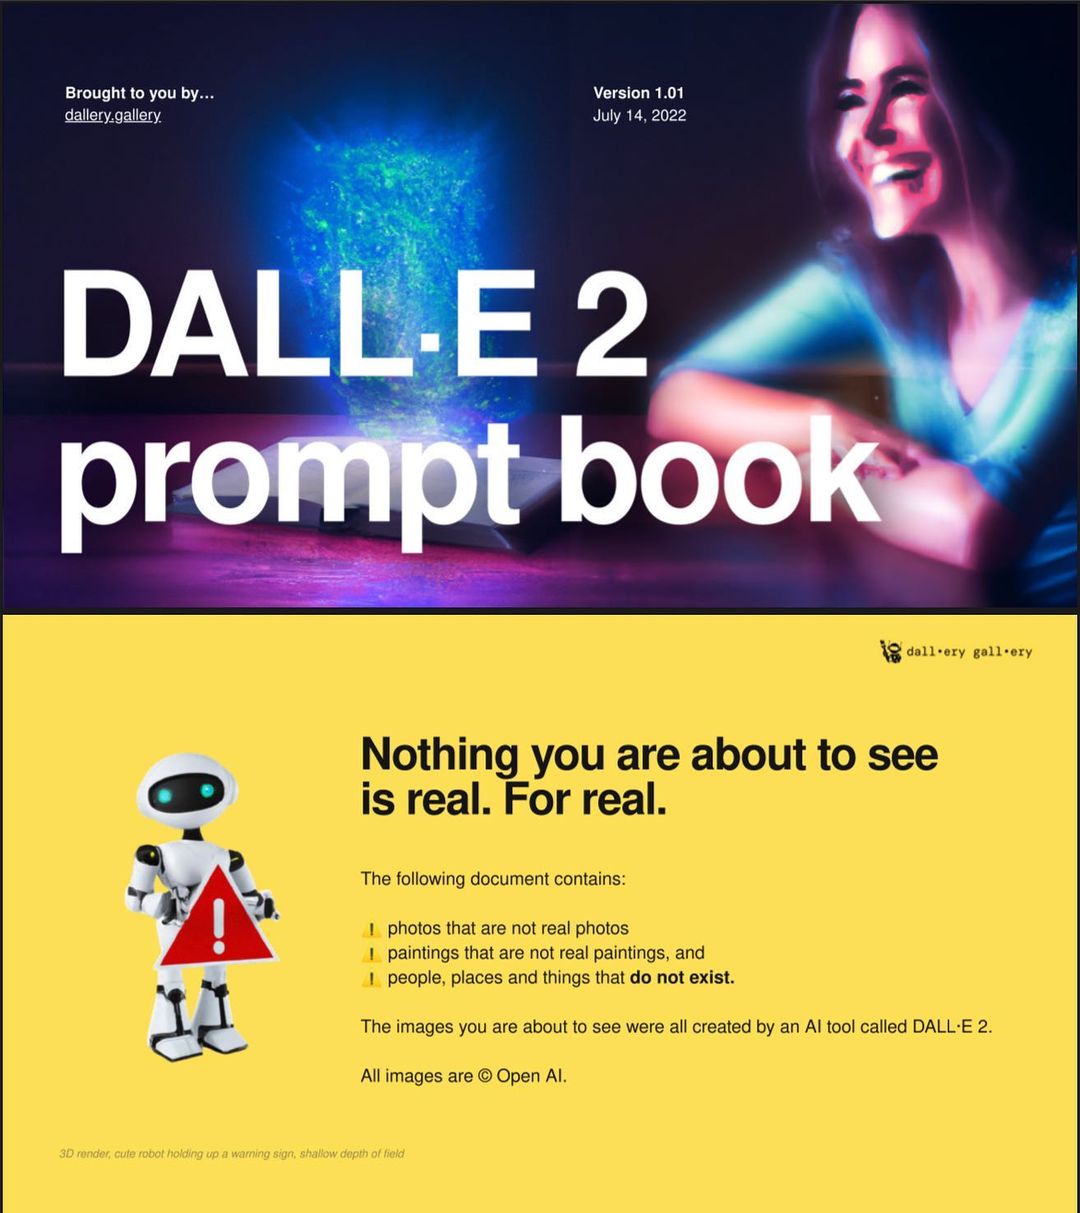 Brought to you by…
dallery.gallery
Version 1.01
July 14, 2022
DALL·E 2
prompt book
dall•ery gall•ery
Nothing you are about to see
is real. For real.
The following document contains:
⚠️ photos that are not real photos
⚠️ paintings that are not real paintings, and
⚠️ people, places and things that do not exist.
The images you are about to see were all created by an AI tool called DALL·E 2.
All images are © Open AI.
3D render, cute robot holding up a warning sign, shallow depth of field